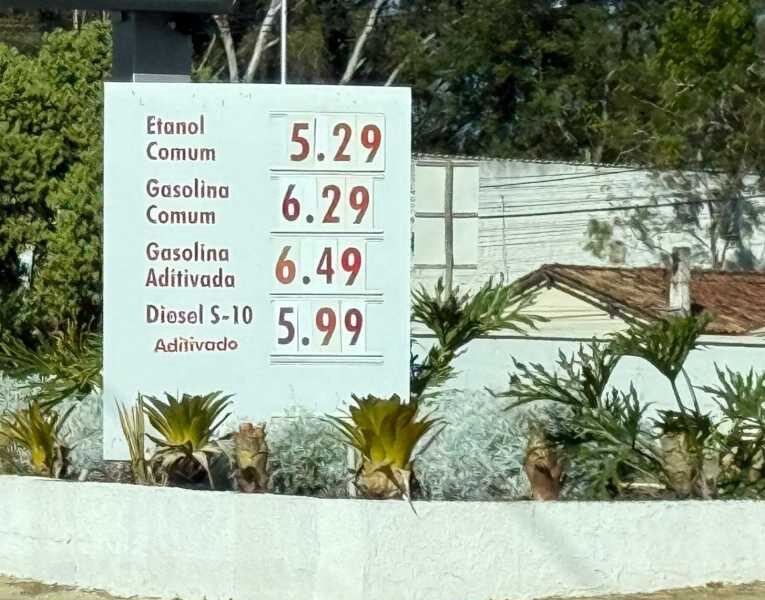 Etanol
Comum 5.29
Gasolina
Comum 6.29
Gasolina
Aditivada 6.49
Diesel S-10 5.99
Aditivado